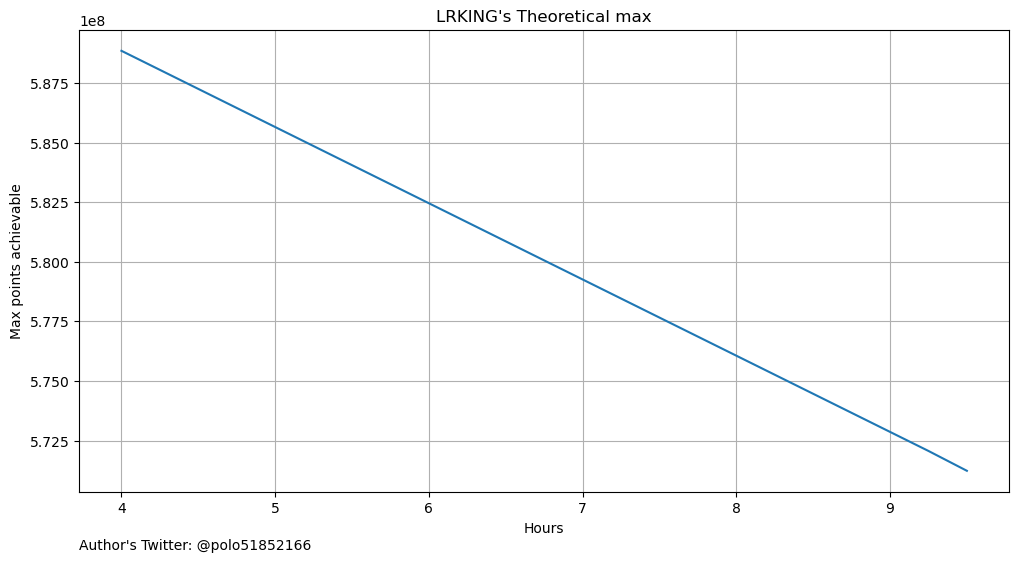 LRKING's Theoretical max
1e8
5.875
5.850
5.825
5.800
5.775
5.750
5.725
Max points achievable
4 5 6 7 8 9
Hours
Author's Twitter: @polo51852166